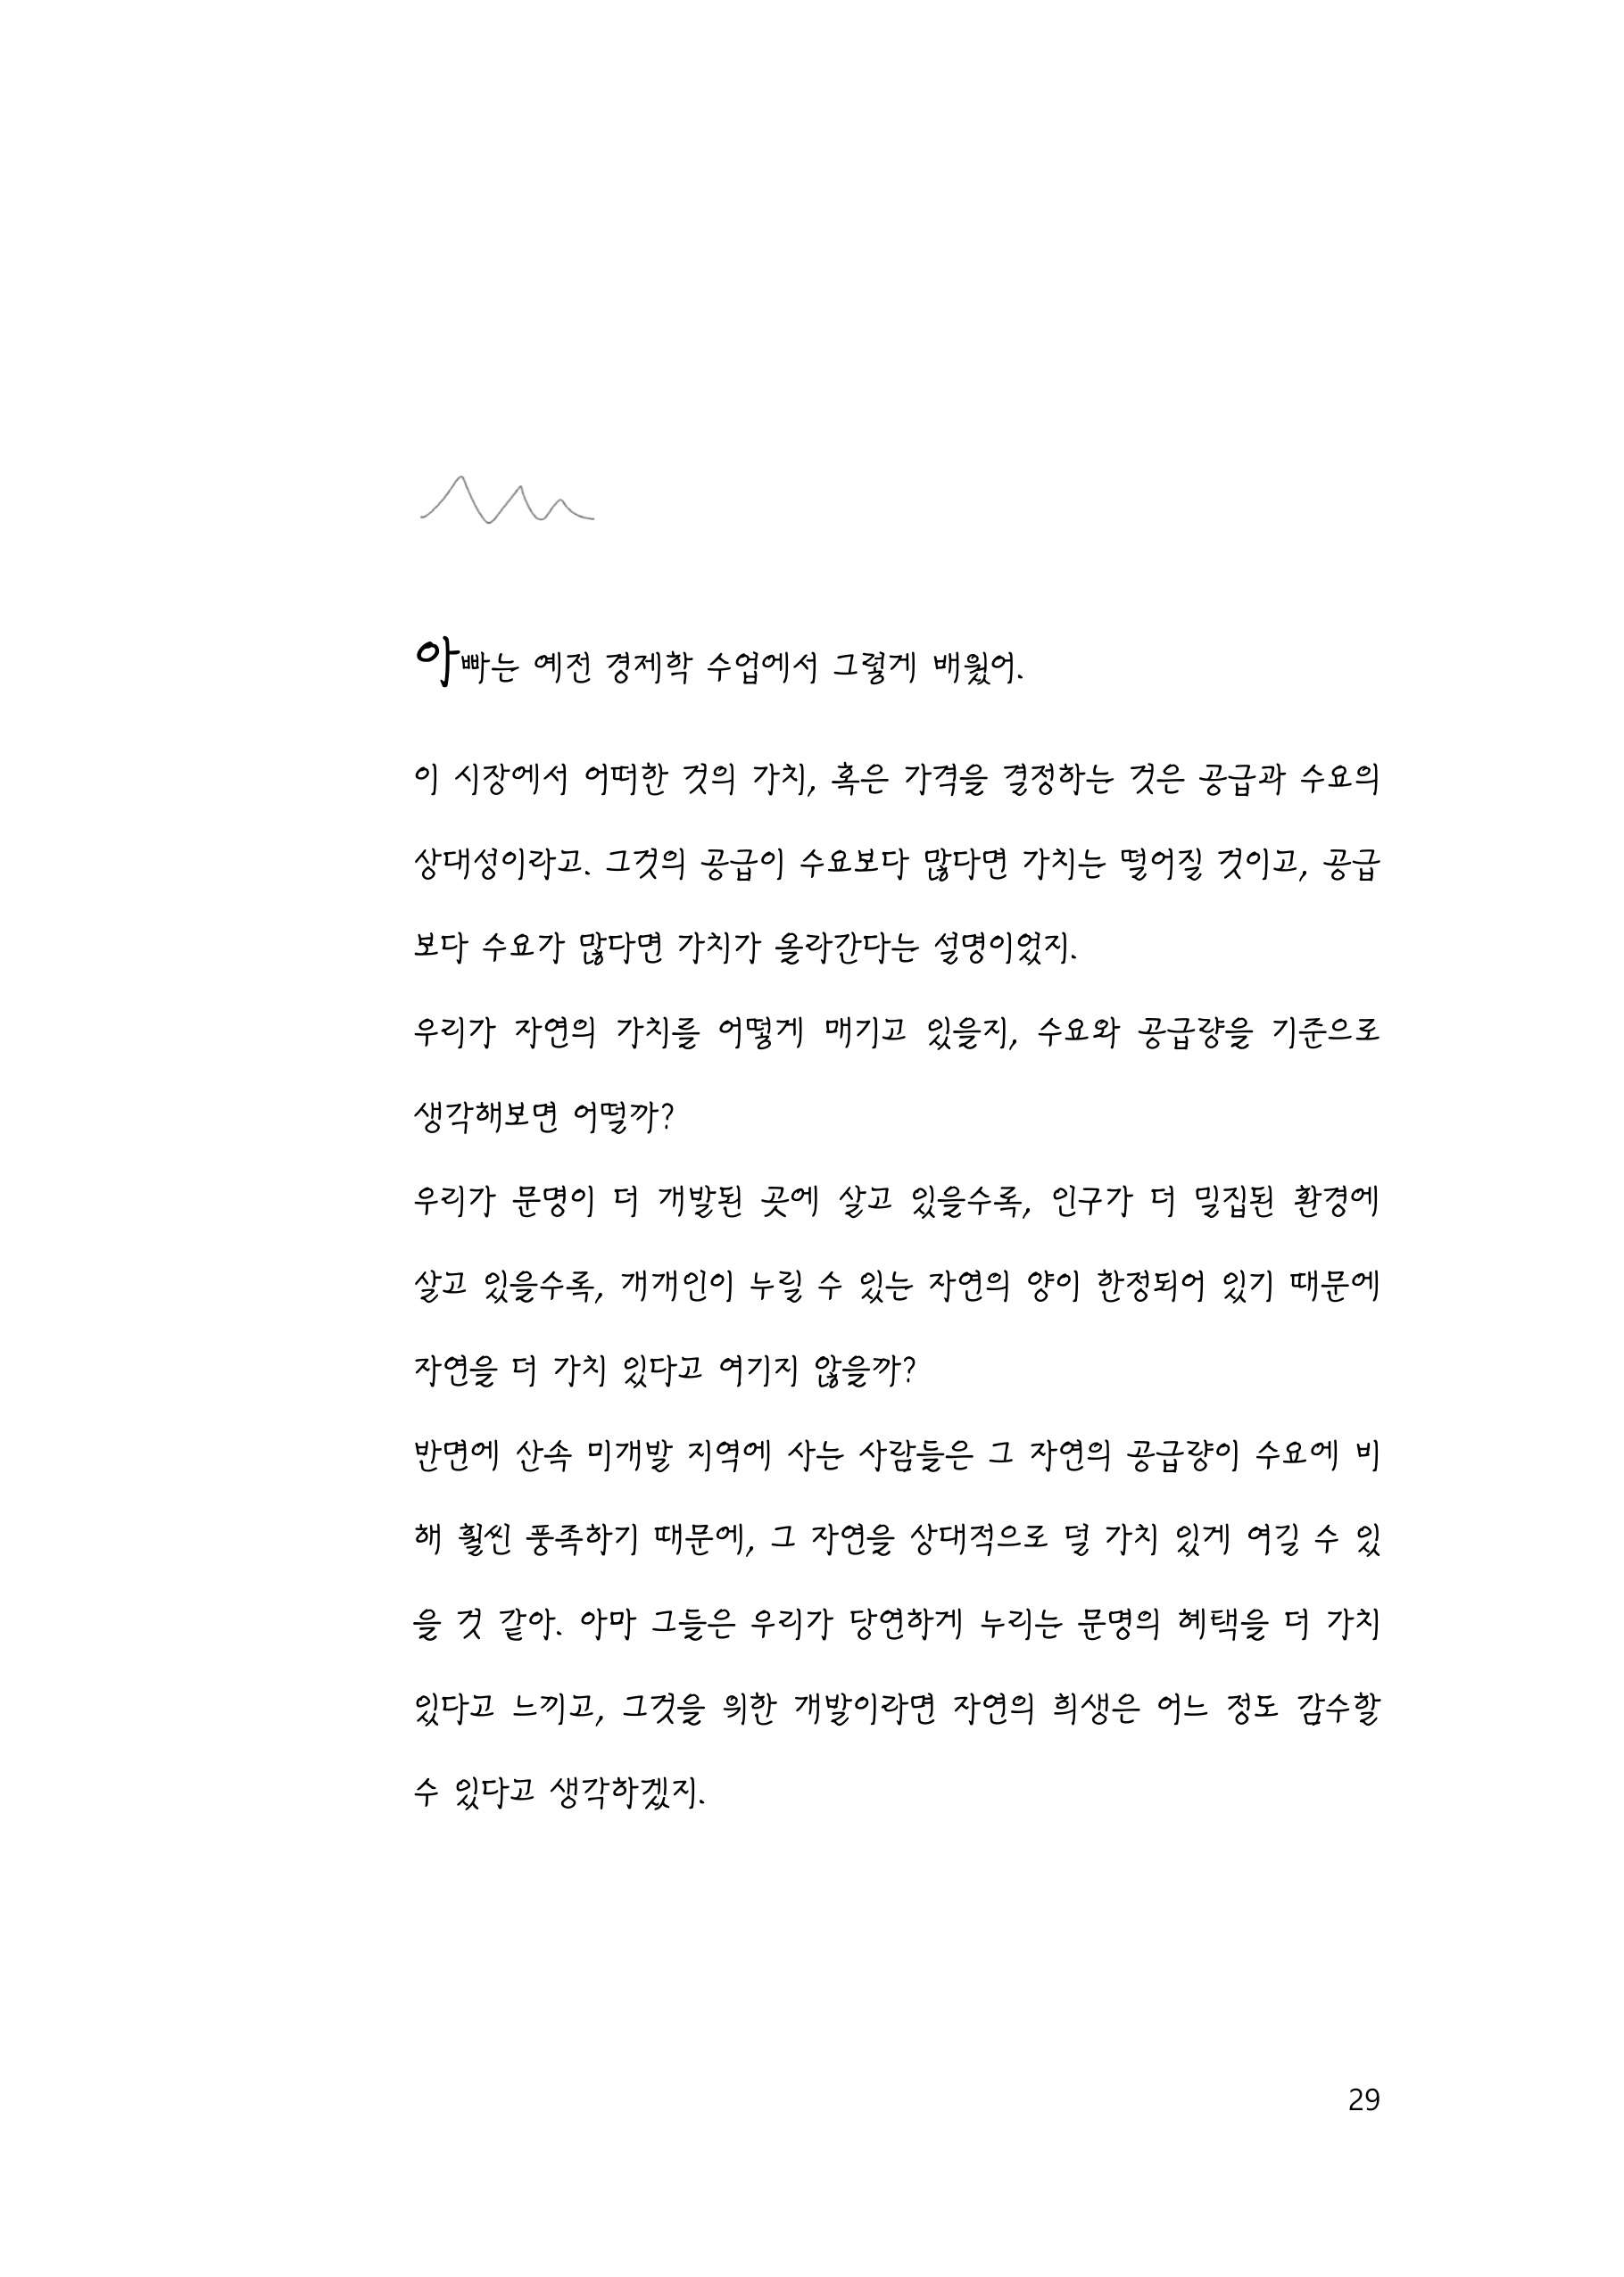 아빠는 예전 경제학 수업에서 그렇게 배웠어.
이 시장에서 어떠한 것의 가치, 혹은 가격을 결정하는 것은 공급과 수요의
상대성이라고. 그것의 공급이 수요보다 많다면 가치는 떨어질 것이고, 공급
보다 수요가 많다면 가치가 올라간다는 설명이었지.
우리가 자연의 가치를 어떻게 매기고 있을지, 수요와 공급량을 기준으로
생각해보면 어떨까?
우리가 문명이 더 개발된 곳에 살고 있을수록, 인구가 더 밀집된 환경에
살고 있을수록, 개개인이 누릴 수 있는 자연의 양이 한정되어 있기 때문에
자연을 더 가치 있다고 여기지 않을까?
반면에 산속 미개발 지역에 사는 사람들은 그 자연의 공급량이 수요에 비
해 훨씬 풍족하기 때문에, 그 자연을 상대적으로 덜 가치 있게 여길 수 있
을 것 같아. 아마 그들은 우리가 당연하게 누리는 문명의 혜택을 더 가치
있다고 느끼고, 그것을 위한 개발이라면 자연의 희생은 어느 정도 감수할
수 있다고 생각하겠지.
29